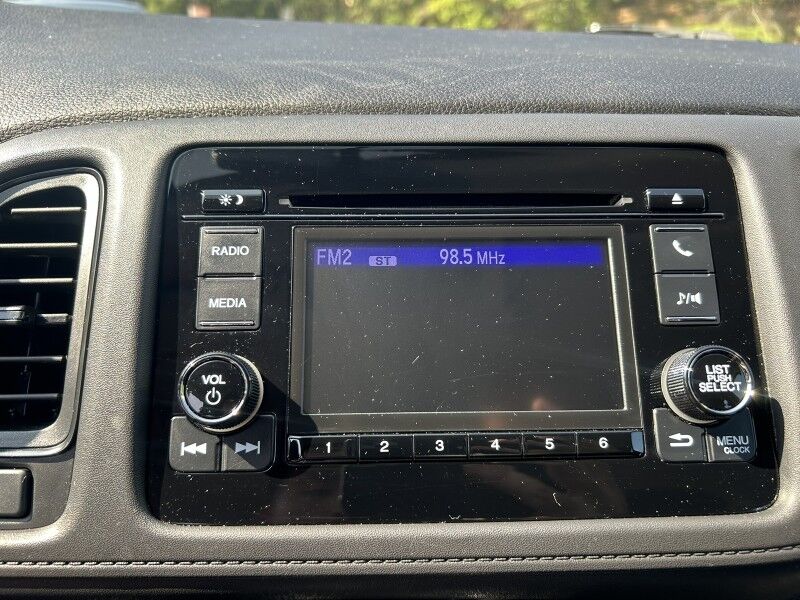 RADIO
MEDIA
FM2 ST 98.5 MHz
VOL
LIST
PUSH
SELECT
1 2 3 4 5 6
MENU
CLOCK